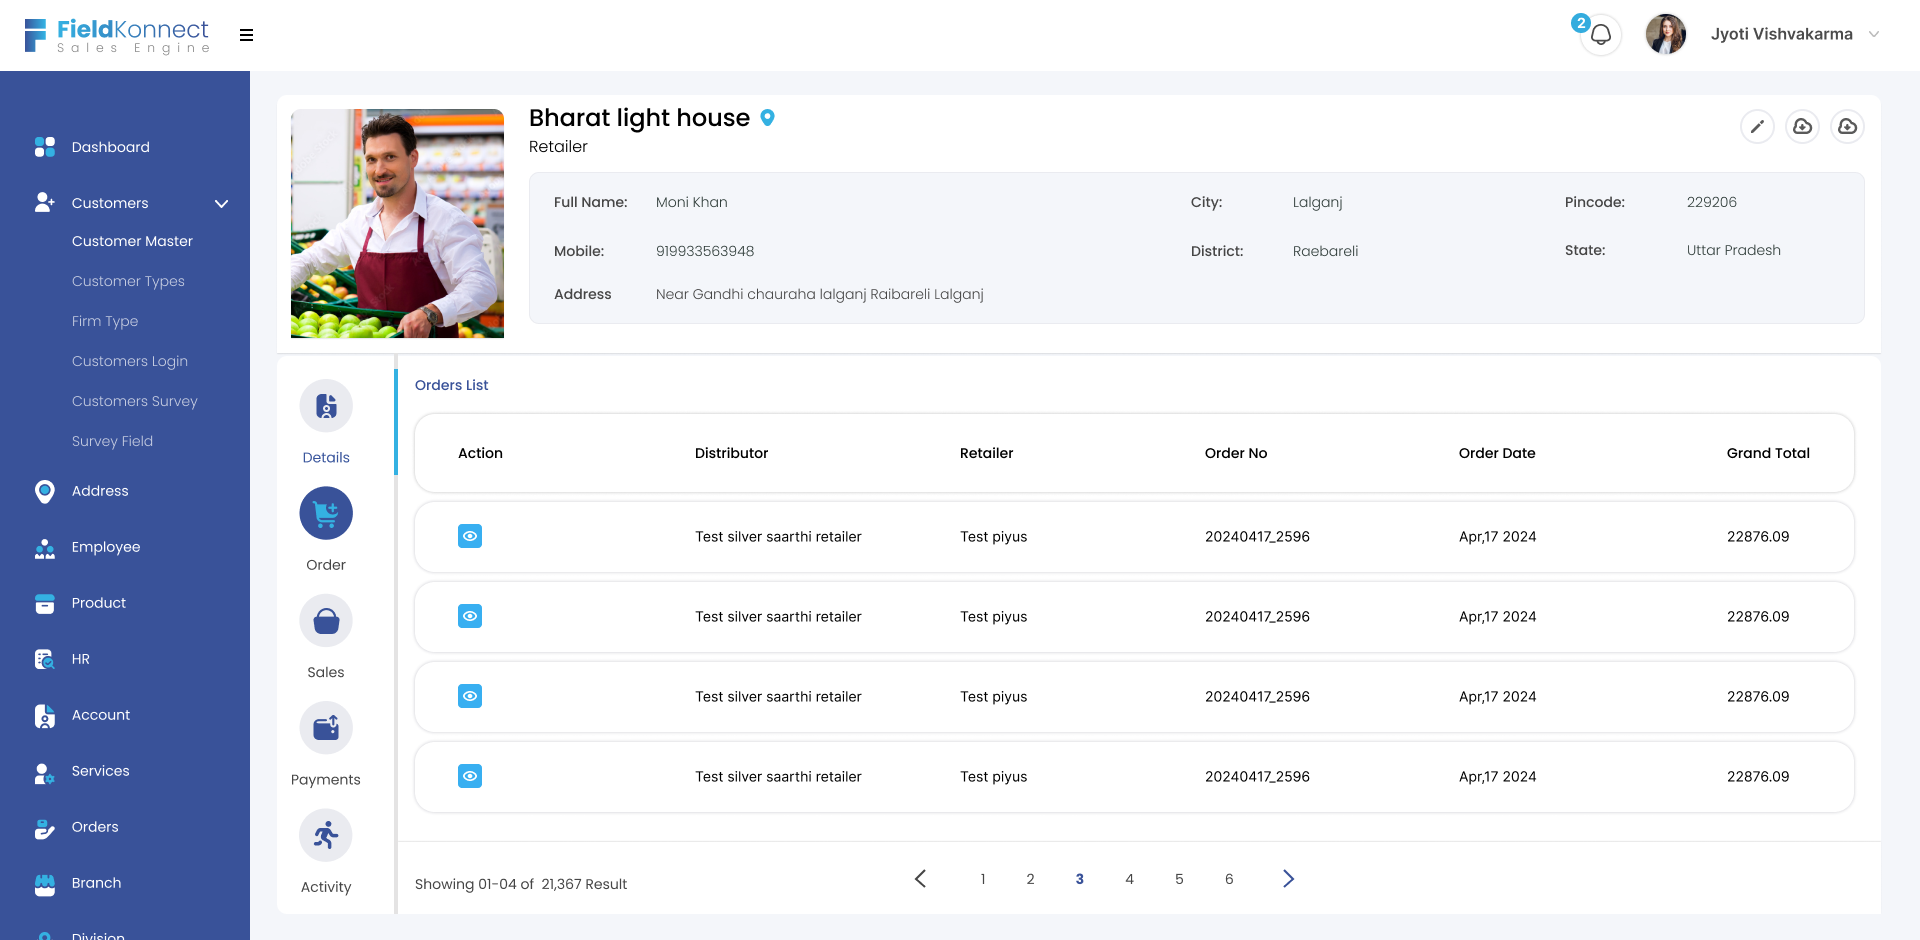 FieldKonnect
Sales Engine
2
Jyoti Vishvakarma
Dashboard
Customers
Customer Master
Customer Types
Firm Type
Customers Login
Customers Survey
Survey Field
Address
Employee
Product
HR
Account
Services
Orders
Branch
Division
Bharat light house
Retailer
Full Name: Moni Khan City: Lalganj Pincode: 229206
Mobile: 919933563948 District: Raebareli State: Uttar Pradesh
Address Near Gandhi chauraha lalganj Raibareli Lalganj
Details
Order
Sales
Payments
Activity
Orders List
Action Distributor Retailer Order No Order Date Grand Total
Test silver saarthi retailer Test piyus 20240417_2596 Apr,17 2024 22876.09
Test silver saarthi retailer Test piyus 20240417_2596 Apr,17 2024 22876.09
Test silver saarthi retailer Test piyus 20240417_2596 Apr,17 2024 22876.09
Test silver saarthi retailer Test piyus 20240417_2596 Apr,17 2024 22876.09
Showing 01-04 of 21,367 Result
1 2 3 4 5 6